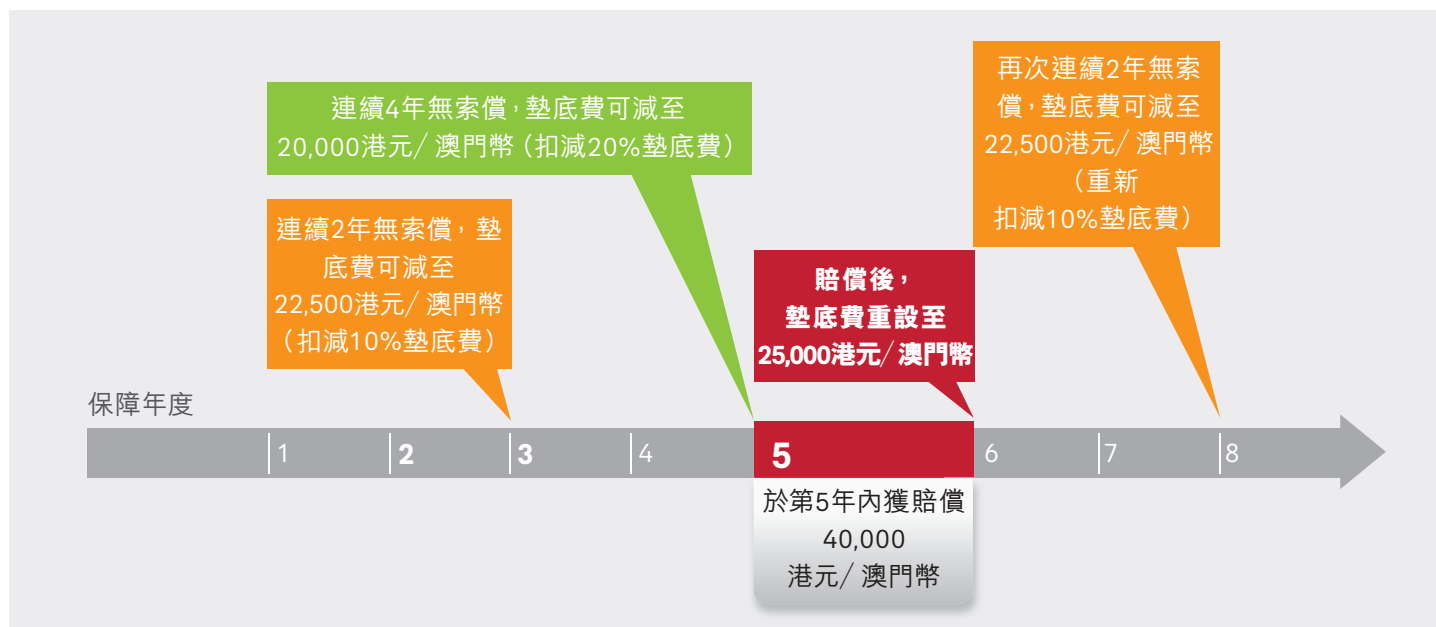 連續4年無索償，墊底費可減至
20,000港元/ 澳門幣（扣減20%墊底費）
連續2年無索償，墊
底費可減至
22,500港元/ 澳門幣
（扣減10%墊底費）
賠償後，
墊底費重設至
25,000港元/ 澳門幣
再次連續2年無索
償，墊底費可減至
22,500港元/ 澳門幣
（重新
扣減10%墊底費）
保障年度
1 2 3 4 5 6 7 8
於第5年內獲賠償
40,000
港元/ 澳門幣